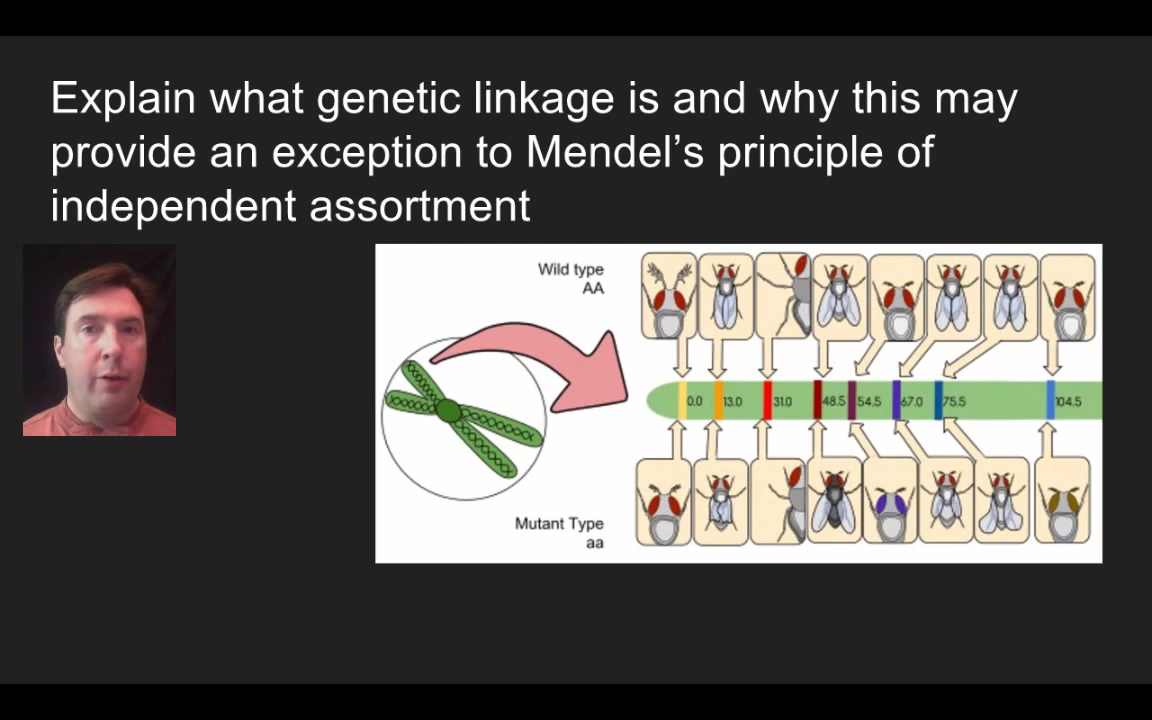 Explain what genetic linkage is and why this may
provide an exception to Mendel’s principle of
independent assortment
Wild type
AA
0.0 13.0 31.0 48.5 54.5 67.0 75.5 104.5
Mutant Type
aa